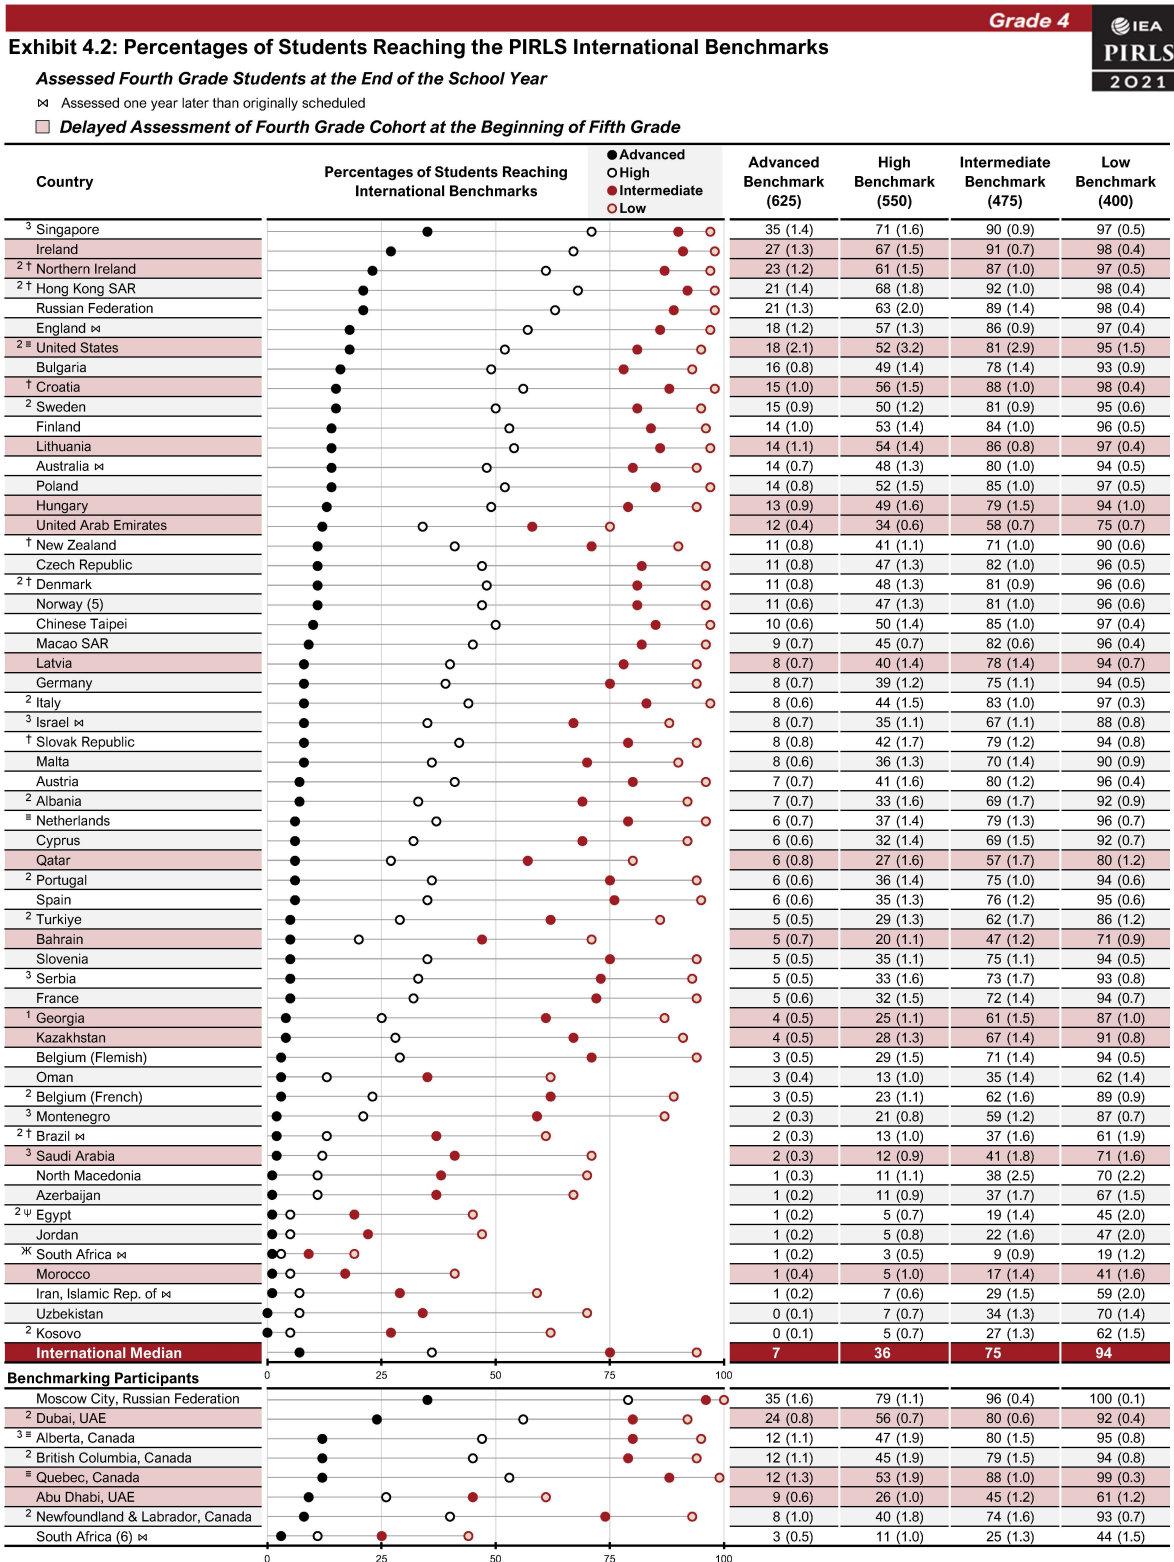 Grade 4
IEA
PIRLS
2021
Exhibit 4.2: Percentages of Students Reaching the PIRLS International Benchmarks
Assessed Fourth Grade Students at the End of the School Year
⋈ Assessed one year later than originally scheduled
Delayed Assessment of Fourth Grade Cohort at the Beginning of Fifth Grade
Country
Percentages of Students Reaching International Benchmarks
Advanced
High
Intermediate
Low
Advanced Benchmark (625)
High Benchmark (550)
Intermediate Benchmark (475)
Low Benchmark (400)
3 Singapore 35 (1.4) 71 (1.6) 90 (0.9) 97 (0.5)
Ireland 27 (1.3) 67 (1.5) 91 (0.7) 98 (0.4)
2 † Northern Ireland 23 (1.2) 61 (1.5) 87 (1.0) 97 (0.5)
2 † Hong Kong SAR 21 (1.4) 68 (1.8) 92 (1.0) 98 (0.4)
Russian Federation 21 (1.3) 63 (2.0) 89 (1.4) 98 (0.4)
England ⋈ 18 (1.2) 57 (1.3) 86 (0.9) 97 (0.4)
2 ≡ United States 18 (2.1) 52 (3.2) 81 (2.9) 95 (1.5)
Bulgaria 16 (0.8) 49 (1.4) 78 (1.4) 93 (0.9)
† Croatia 15 (1.0) 56 (1.5) 88 (1.0) 98 (0.4)
2 Sweden 15 (0.9) 50 (1.2) 81 (0.9) 95 (0.6)
Finland 14 (1.0) 53 (1.4) 84 (1.0) 96 (0.5)
Lithuania 14 (1.1) 54 (1.4) 86 (0.8) 97 (0.4)
Australia ⋈ 14 (0.7) 48 (1.3) 80 (1.0) 94 (0.5)
Poland 14 (0.8) 52 (1.5) 85 (1.0) 97 (0.5)
Hungary 13 (0.9) 49 (1.6) 79 (1.5) 94 (1.0)
United Arab Emirates 12 (0.4) 34 (0.6) 58 (0.7) 75 (0.7)
† New Zealand 11 (0.8) 41 (1.1) 71 (1.0) 90 (0.6)
Czech Republic 11 (0.8) 47 (1.3) 82 (1.0) 96 (0.5)
2 † Denmark 11 (0.8) 48 (1.3) 81 (0.9) 96 (0.6)
Norway (5) 11 (0.6) 47 (1.3) 81 (1.0) 96 (0.6)
Chinese Taipei 10 (0.6) 50 (1.4) 85 (1.0) 97 (0.4)
Macao SAR 9 (0.7) 45 (0.7) 82 (0.6) 96 (0.4)
Latvia 8 (0.7) 40 (1.4) 78 (1.4) 94 (0.7)
Germany 8 (0.7) 39 (1.2) 75 (1.1) 94 (0.5)
2 Italy 8 (0.6) 44 (1.5) 83 (1.0) 97 (0.3)
3 Israel ⋈ 8 (0.7) 35 (1.1) 67 (1.1) 88 (0.8)
† Slovak Republic 8 (0.8) 42 (1.7) 79 (1.2) 94 (0.8)
Malta 8 (0.6) 36 (1.3) 70 (1.4) 90 (0.9)
Austria 7 (0.7) 41 (1.6) 80 (1.2) 96 (0.4)
2 Albania 7 (0.7) 33 (1.6) 69 (1.7) 92 (0.9)
≡ Netherlands 6 (0.7) 37 (1.4) 79 (1.3) 96 (0.7)
Cyprus 6 (0.6) 32 (1.4) 69 (1.5) 92 (0.7)
Qatar 6 (0.8) 27 (1.6) 57 (1.7) 80 (1.2)
2 Portugal 6 (0.6) 36 (1.4) 75 (1.0) 94 (0.6)
Spain 6 (0.6) 35 (1.3) 76 (1.2) 95 (0.6)
2 Turkiye 5 (0.5) 29 (1.3) 62 (1.7) 86 (1.2)
Bahrain 5 (0.7) 20 (1.1) 47 (1.2) 71 (0.9)
Slovenia 5 (0.5) 35 (1.1) 75 (1.1) 94 (0.5)
3 Serbia 5 (0.5) 33 (1.6) 73 (1.7) 93 (0.8)
France 5 (0.6) 32 (1.5) 72 (1.4) 94 (0.7)
1 Georgia 4 (0.5) 25 (1.1) 61 (1.5) 87 (1.0)
Kazakhstan 4 (0.5) 28 (1.3) 67 (1.4) 91 (0.8)
Belgium (Flemish) 3 (0.5) 29 (1.5) 71 (1.4) 94 (0.5)
Oman 3 (0.4) 13 (1.0) 35 (1.4) 62 (1.4)
2 Belgium (French) 3 (0.5) 23 (1.1) 62 (1.6) 89 (0.9)
3 Montenegro 2 (0.3) 21 (0.8) 59 (1.2) 87 (0.7)
2 † Brazil ⋈ 2 (0.3) 13 (1.0) 37 (1.6) 61 (1.9)
3 Saudi Arabia 2 (0.3) 12 (0.9) 41 (1.8) 71 (1.6)
North Macedonia 1 (0.3) 11 (1.1) 38 (2.5) 70 (2.2)
Azerbaijan 1 (0.2) 11 (0.9) 37 (1.7) 67 (1.5)
2 Ψ Egypt 1 (0.2) 5 (0.7) 19 (1.4) 45 (2.0)
Jordan 1 (0.2) 5 (0.8) 22 (1.6) 47 (2.0)
Ж South Africa ⋈ 1 (0.2) 3 (0.5) 9 (0.9) 19 (1.2)
Morocco 1 (0.4) 5 (1.0) 17 (1.4) 41 (1.6)
Iran, Islamic Rep. of ⋈ 1 (0.2) 7 (0.6) 29 (1.5) 59 (2.0)
Uzbekistan 0 (0.1) 7 (0.7) 34 (1.3) 70 (1.4)
2 Kosovo 0 (0.1) 5 (0.7) 27 (1.3) 62 (1.5)
International Median 7 36 75 94
0 25 50 75 100
Benchmarking Participants
Moscow City, Russian Federation 35 (1.6) 79 (1.1) 96 (0.4) 100 (0.1)
2 Dubai, UAE 24 (0.8) 56 (0.7) 80 (0.6) 92 (0.4)
3 ≡ Alberta, Canada 12 (1.1) 47 (1.9) 80 (1.5) 95 (0.8)
2 British Columbia, Canada 12 (1.1) 45 (1.9) 79 (1.5) 94 (0.8)
≡ Quebec, Canada 12 (1.3) 53 (1.9) 88 (1.0) 99 (0.3)
Abu Dhabi, UAE 9 (0.6) 26 (1.0) 45 (1.2) 61 (1.2)
2 Newfoundland & Labrador, Canada 8 (1.0) 40 (1.8) 74 (1.6) 93 (0.7)
South Africa (6) ⋈ 3 (0.5) 11 (1.0) 25 (1.3) 44 (1.5)
0 25 50 75 100